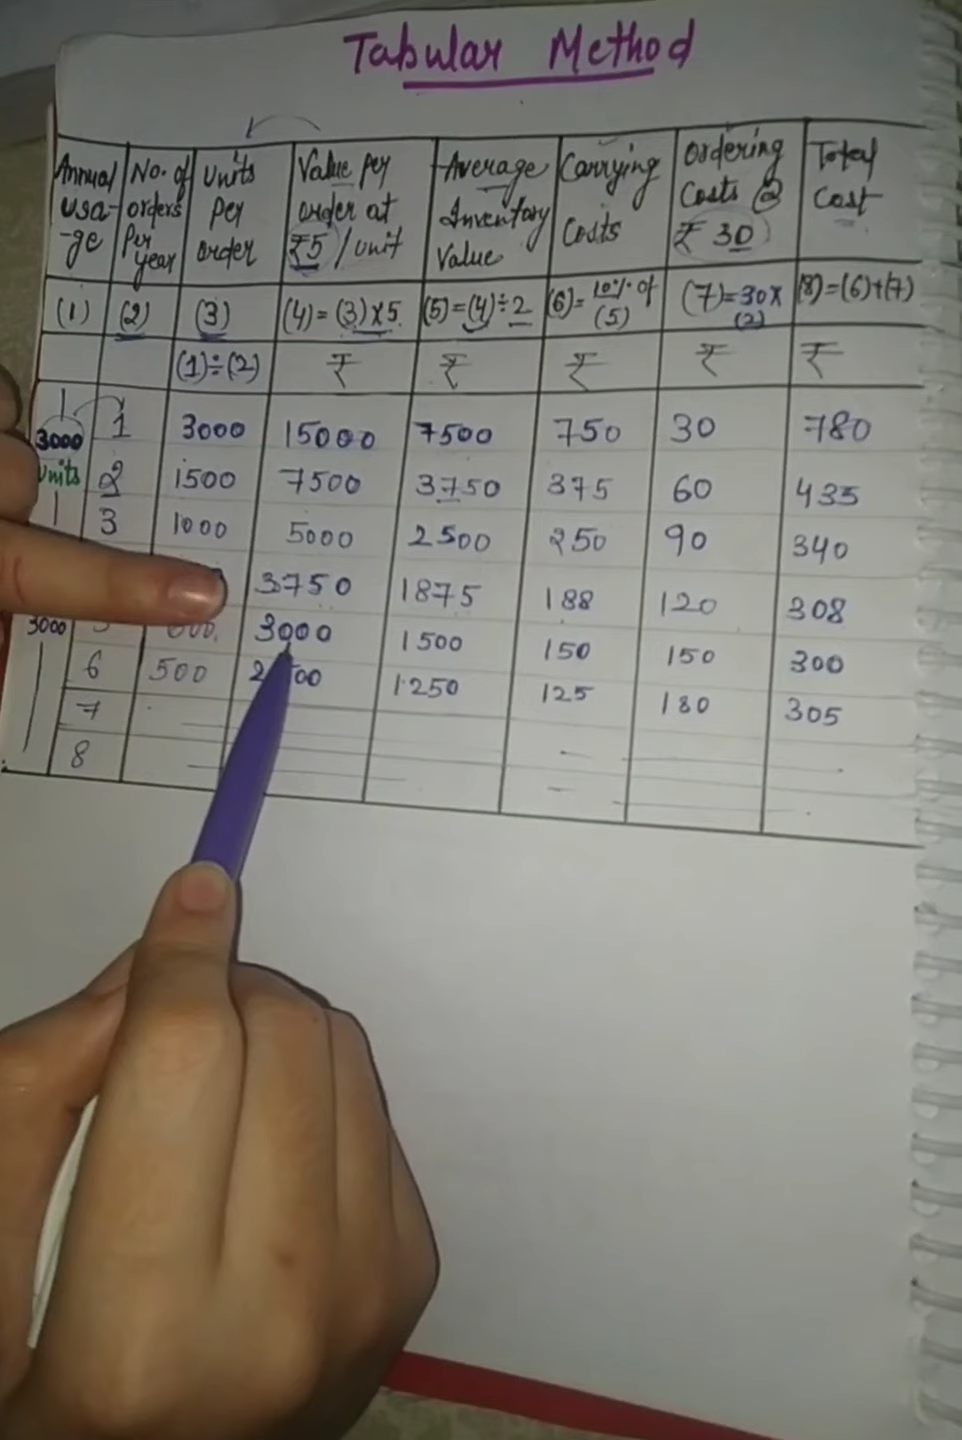 Tabular Method
Annual usa-ge No. of orders Per year Units Per order Value per order at ₹5/unit Average Inventory Value Carrying Costs Ordering Costs @ ₹ 30 Total Cost
(1) (2) (3) (4)=(3)×5 (5)=(4)÷2 (6)=10% of (5) (7)=30×(2) (8)=(6)+(7)
(1)÷(2) ₹ ₹ ₹ ₹ ₹
3000 Units 1 3000 15000 7500 750 30 780
2 1500 7500 3750 375 60 435
3 1000 5000 2500 250 90 340
3750 1875 188 120 308
3000 3000 1500 150 150 300
6 500 1250 125 180 305
7
8